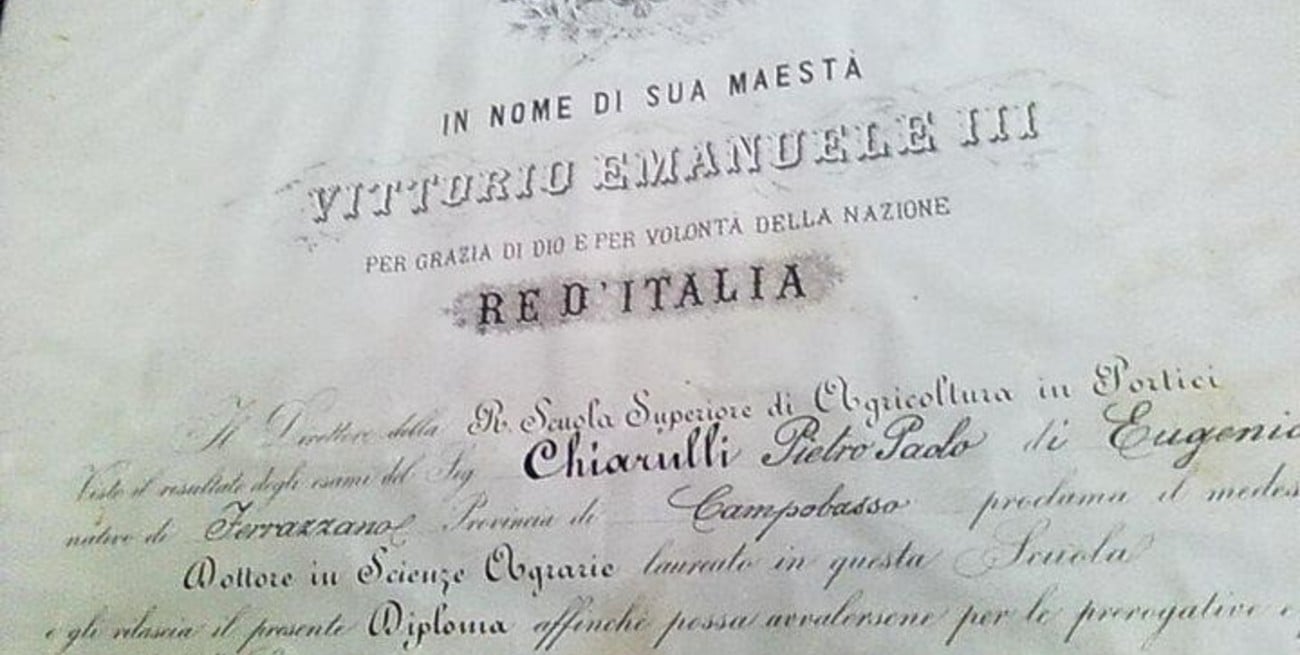 IN NOME DI SUA MAESTÀ
VITTORIO EMANUELE III
PER GRAZIA DI DIO E PER VOLONTÀ DELLA NAZIONE
RE D'ITALIA
Il Direttore della R. Scuola Superiore di Agricoltura in Portici
Visto il resultato degli esami del Sig Chiarulli Pietro Paolo di Eugenio
nativo di Ferrazzano Provincia di Campobasso proclama il medes
Dottore in Scienze Agrarie laureato in questa Scuola
e gli rilascia il presente Diploma affinchè possa avvalersene per le prerogative e